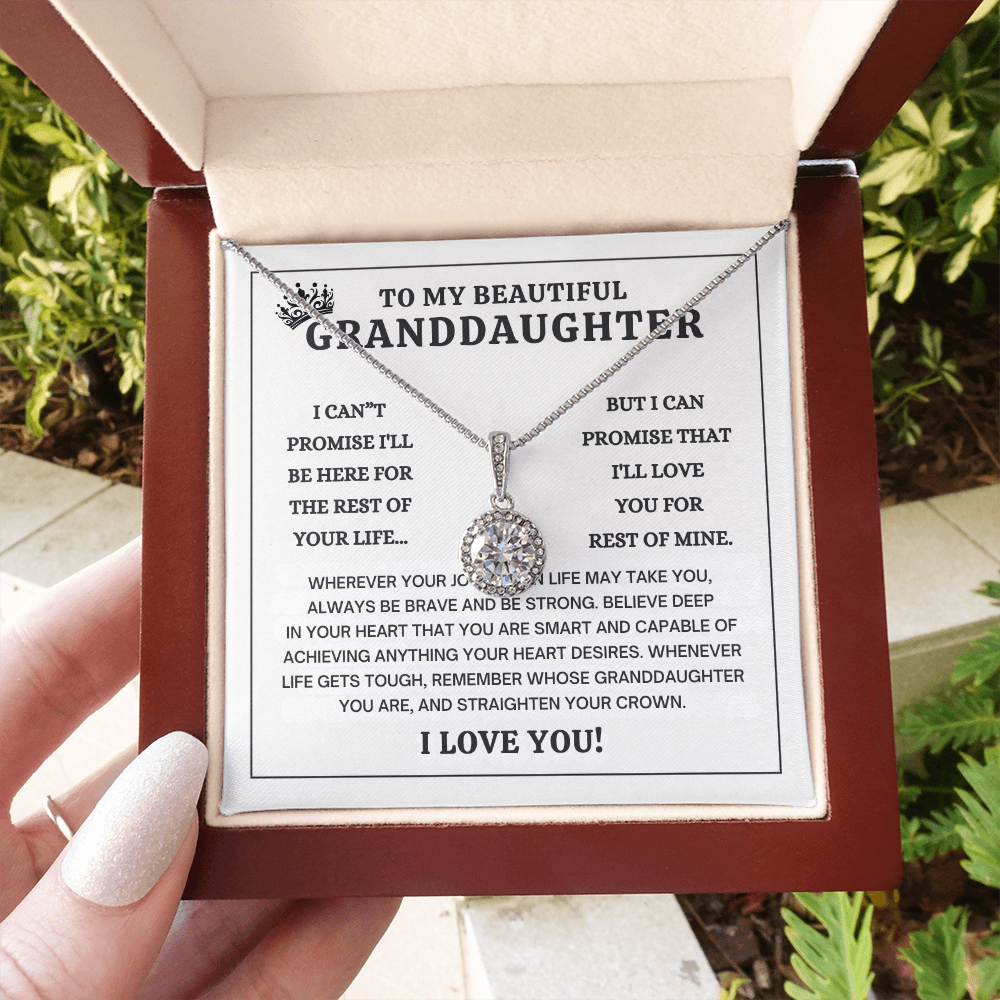 TO MY BEAUTIFUL
GRANDDAUGHTER
I CAN”T
PROMISE I'LL
BE HERE FOR
THE REST OF
YOUR LIFE...
BUT I CAN
PROMISE THAT
I'LL LOVE
YOU FOR
REST OF MINE.
WHEREVER YOUR IN LIFE MAY TAKE YOU,
ALWAYS BE BRAVE AND BE STRONG. BELIEVE DEEP
IN YOUR HEART THAT YOU ARE SMART AND CAPABLE OF
ACHIEVING ANYTHING YOUR HEART DESIRES. WHENEVER
LIFE GETS TOUGH, REMEMBER WHOSE GRANDDAUGHTER
YOU ARE, AND STRAIGHTEN YOUR CROWN.
I LOVE YOU!